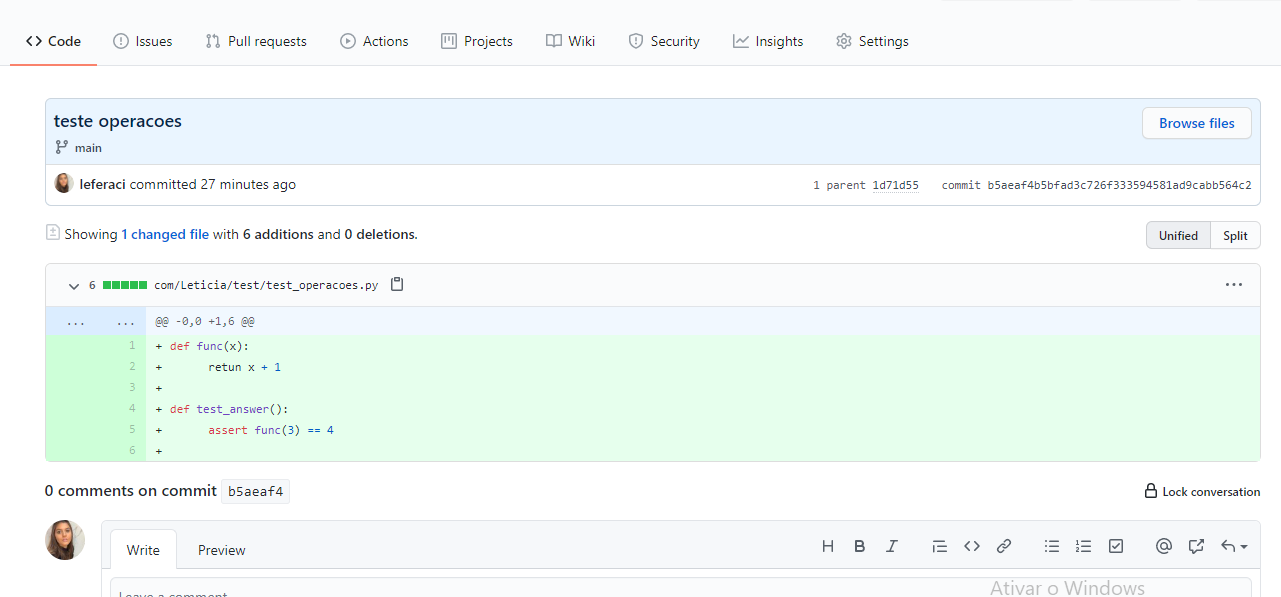 Code Issues Pull requests Actions Projects Wiki Security Insights Settings
teste operacoes
Browse files
main
leferaci committed 27 minutes ago
1 parent 1d71d55 commit b5aeaf4b5bfad3c726f333594581ad9cabb564c2
Showing 1 changed file with 6 additions and 0 deletions.
Unified Split
6 com/Leticia/test/test_operacoes.py
... ... @@ -0,0 +1,6 @@
1 + def func(x):
2 + retun x + 1
3 +
4 + def test_answer():
5 + assert func(3) == 4
6 +
0 comments on commit b5aeaf4
Lock conversation
Write Preview
Leave a comment
Ativar o Windows